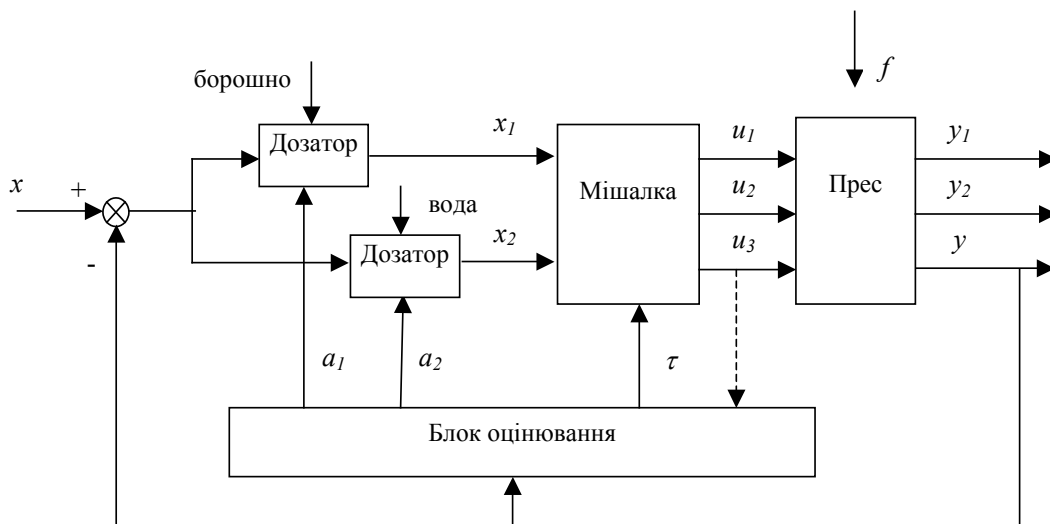 f
борошно
Дозатор
x1
u1
y1
x
+
Мішалка
u2
Прес
y2
вода
Дозатор
x2
u3
y
-
a1
a2
τ
Блок оцінювання